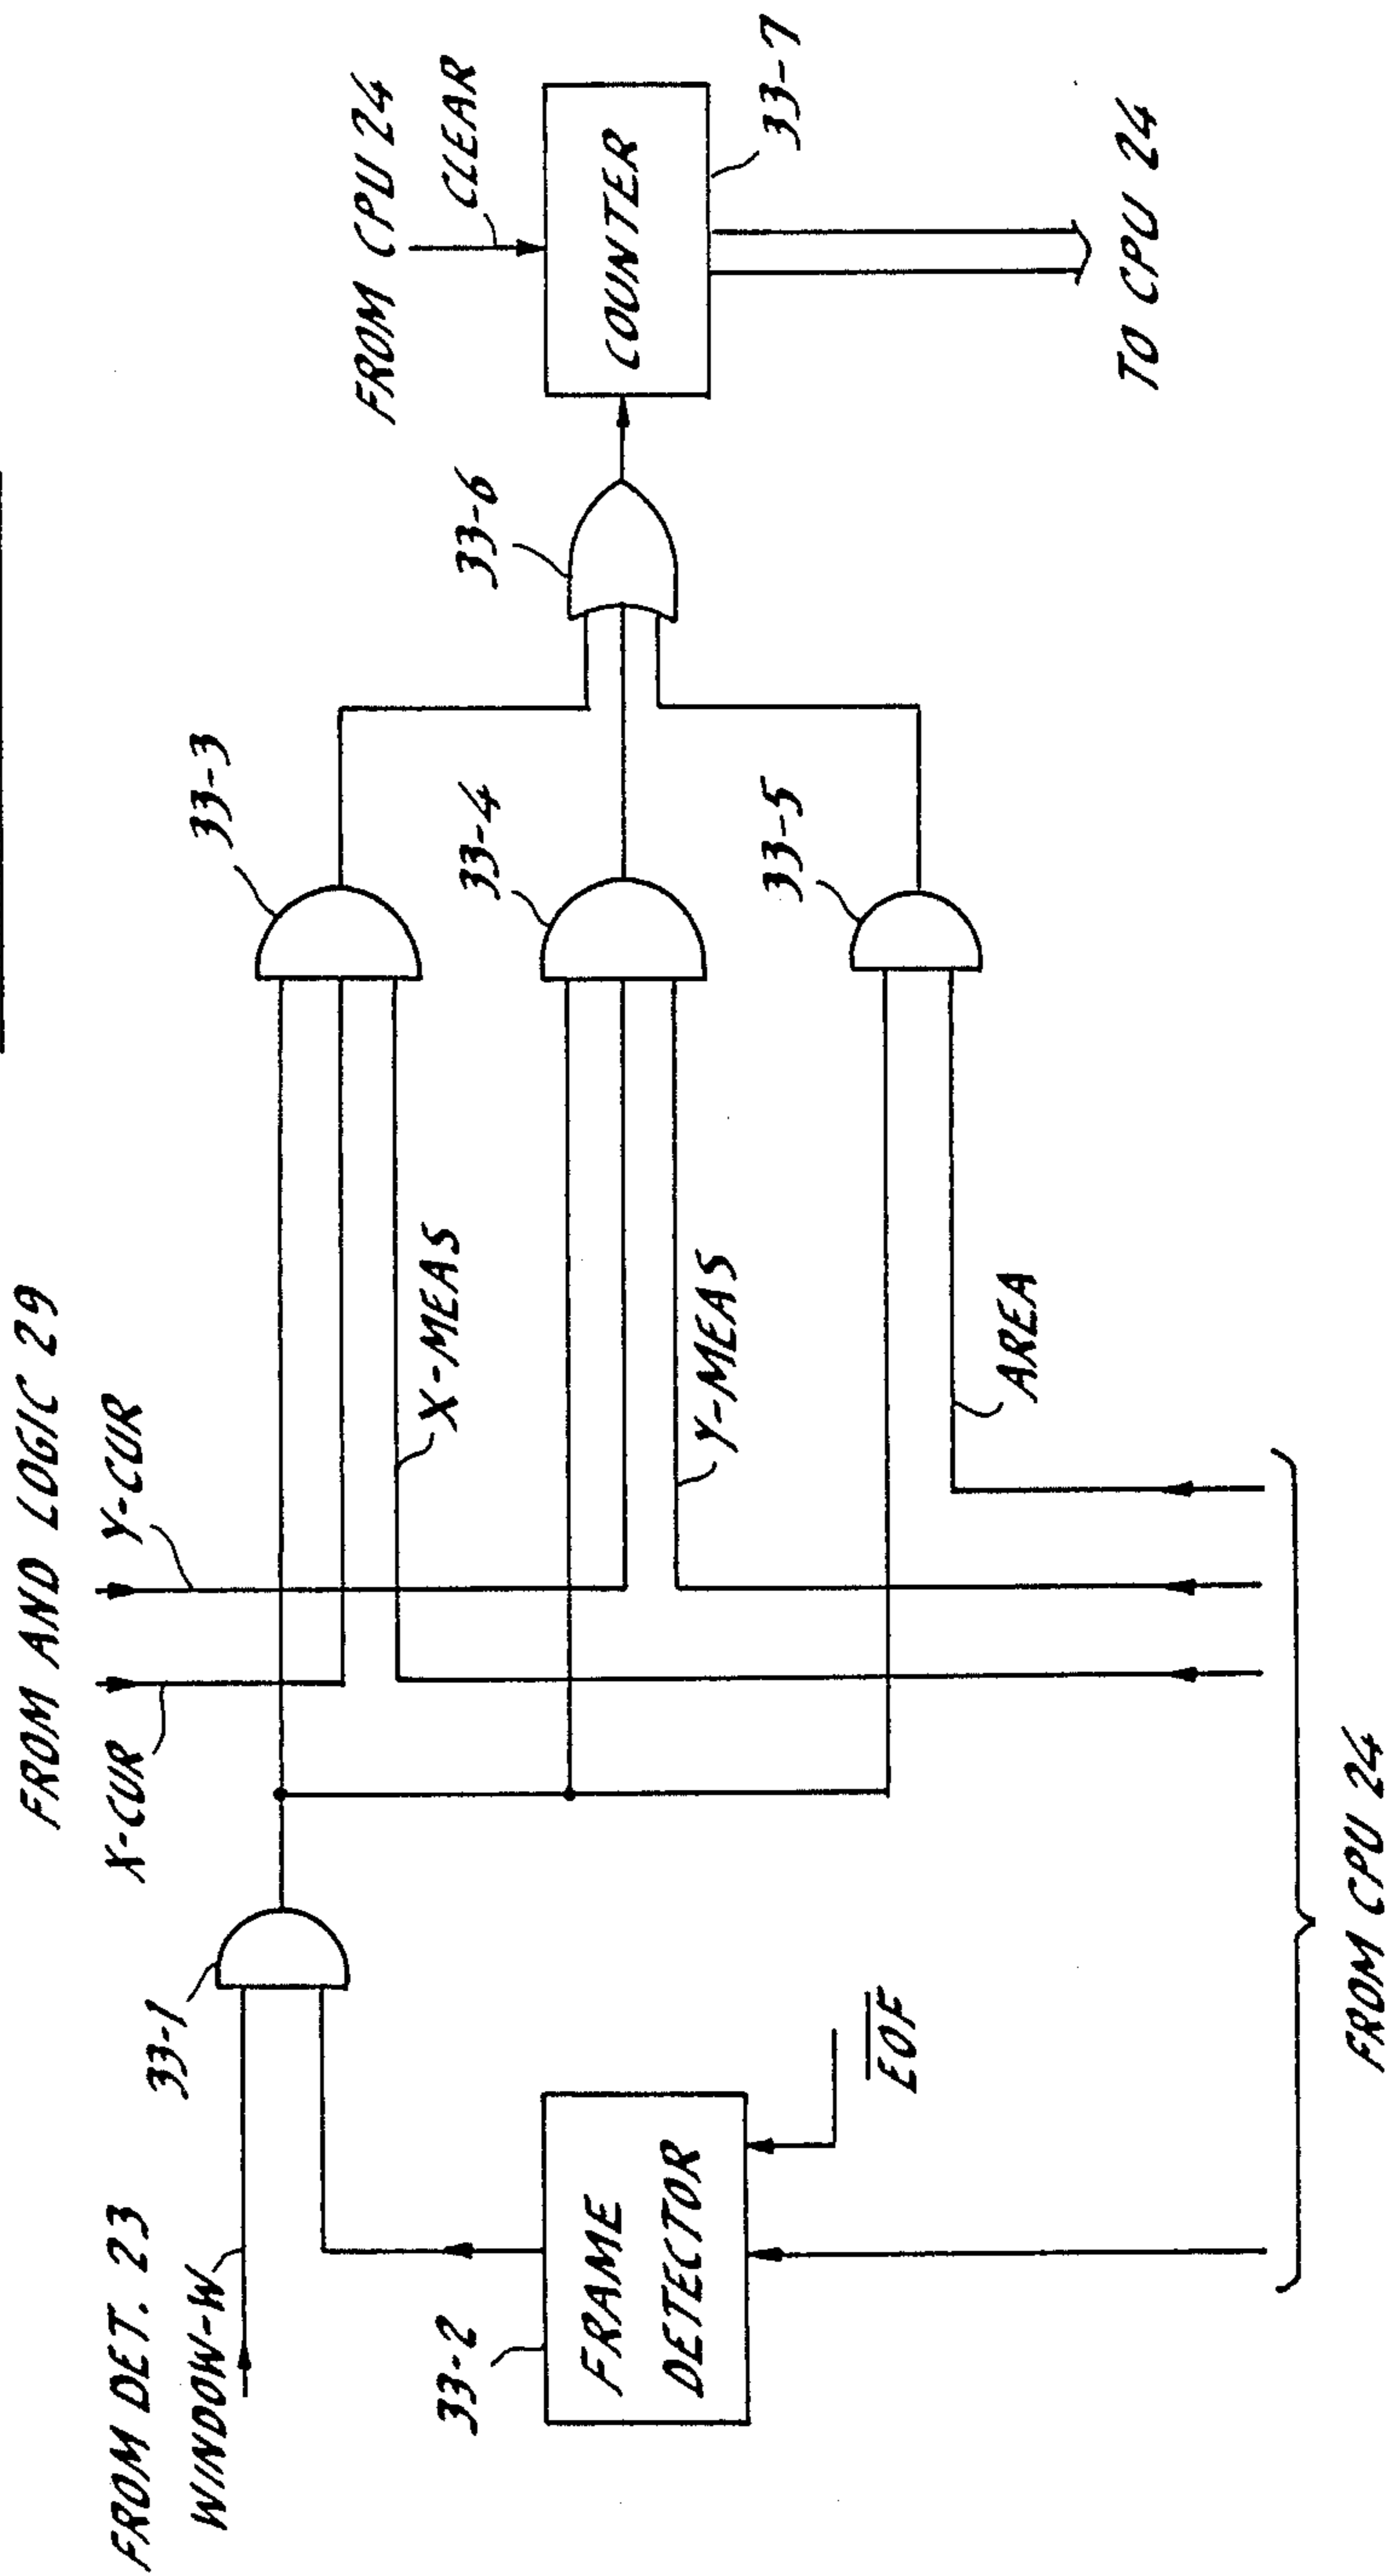 FROM AND LOGIC 29
X-CUR
Y-CUR
FROM DET. 23
WINDOW-W
33-1
33-2
FRAME
DETECTOR
EOF
FROM CPU 24
X-MEAS
Y-MEAS
AREA
33-3
33-4
33-5
33-6
FROM CPU 24
CLEAR
COUNTER
33-7
TO CPU 24